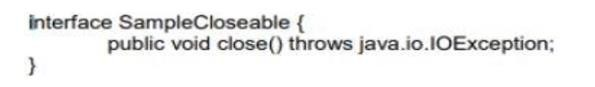 interface SampleCloseable {
public void close() throws java.io.IOException;
}